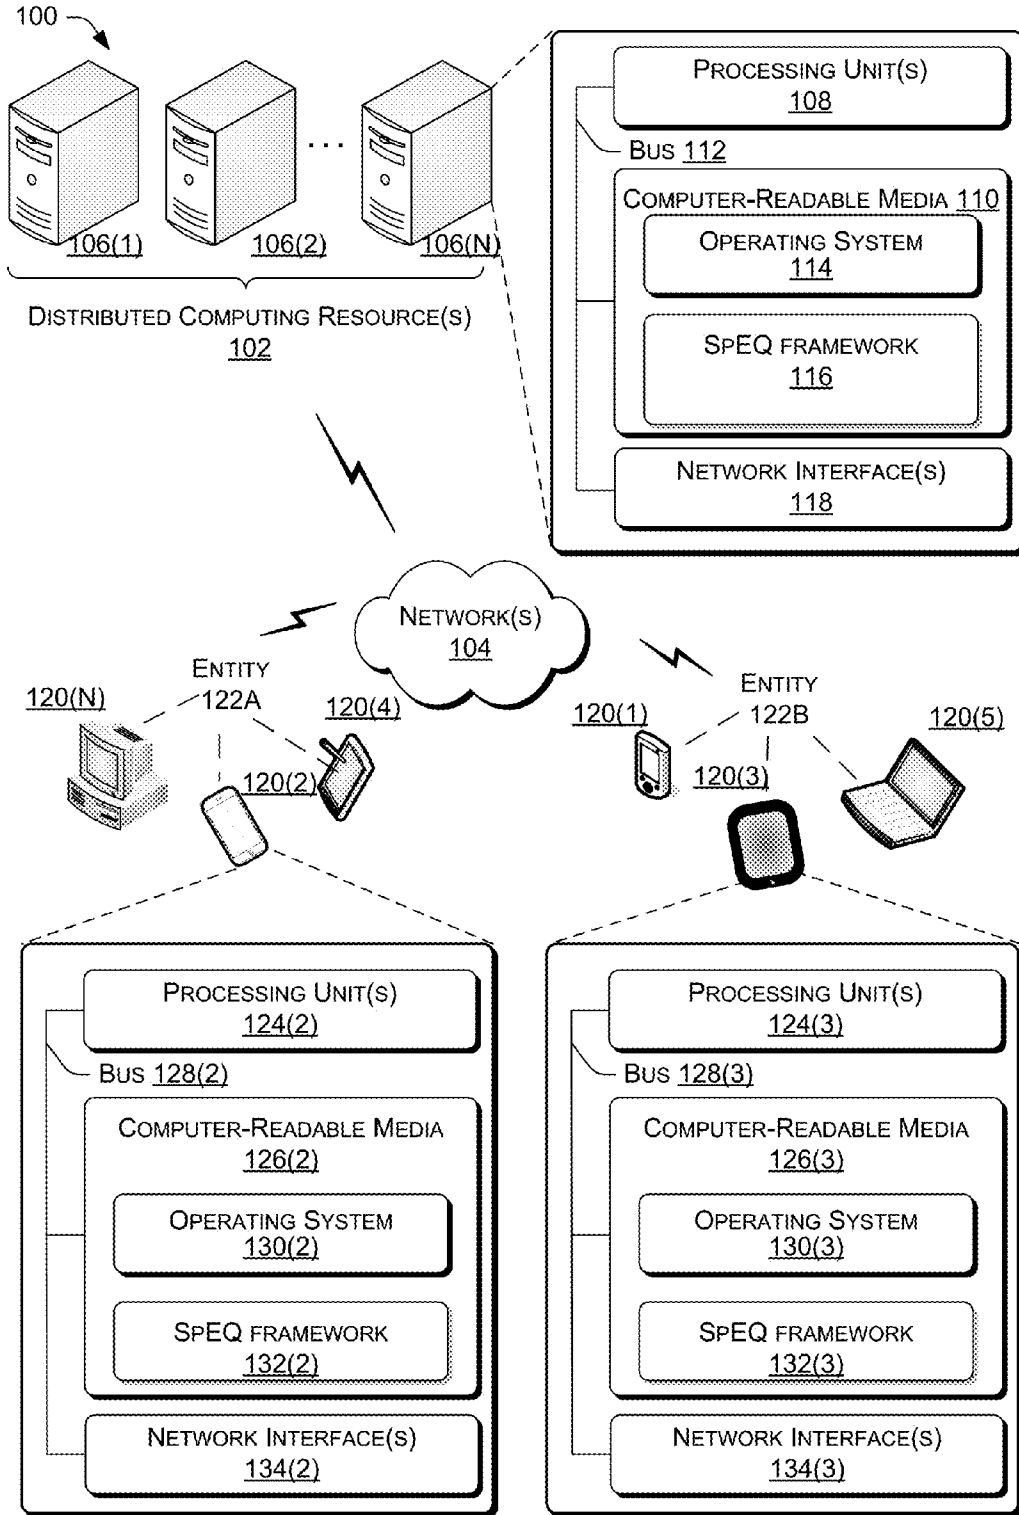 100
106(1)
106(2)
...
106(N)
DISTRIBUTED COMPUTING RESOURCE(S)
102
PROCESSING UNIT(S)
108
BUS 112
COMPUTER-READABLE MEDIA 110
OPERATING SYSTEM
114
SPEQ FRAMEWORK
116
NETWORK INTERFACE(S)
118
NETWORK(S)
104
ENTITY
122A
120(N)
120(2)
120(4)
ENTITY
122B
120(1)
120(3)
120(5)
PROCESSING UNIT(S)
124(2)
BUS 128(2)
COMPUTER-READABLE MEDIA
126(2)
OPERATING SYSTEM
130(2)
SPEQ FRAMEWORK
132(2)
NETWORK INTERFACE(S)
134(2)
PROCESSING UNIT(S)
124(3)
BUS 128(3)
COMPUTER-READABLE MEDIA
126(3)
OPERATING SYSTEM
130(3)
SPEQ FRAMEWORK
132(3)
NETWORK INTERFACE(S)
134(3)